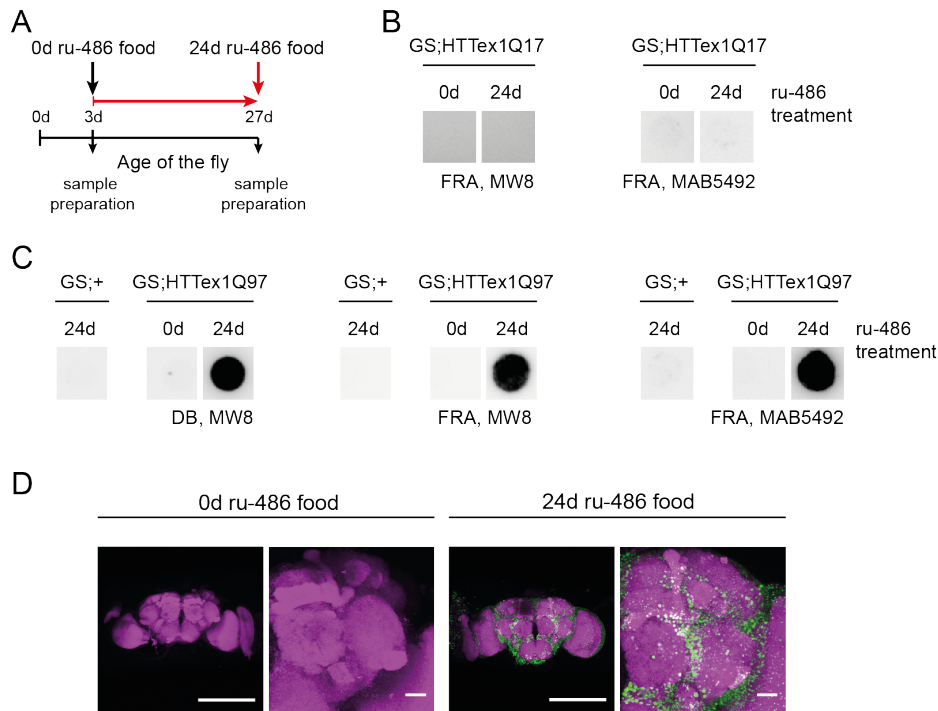 A
0d ru-486 food
24d ru-486 food
0d
3d
27d
Age of the fly
sample
preparation
sample
preparation
B
GS;HTTex1Q17
GS;HTTex1Q17
0d
24d
0d
24d
ru-486
treatment
FRA, MW8
FRA, MAB5492
C
GS;+
GS;HTTex1Q97
GS;+
GS;HTTex1Q97
GS;+
GS;HTTex1Q97
24d
0d
24d
24d
0d
24d
24d
0d
24d
ru-486
treatment
DB, MW8
FRA, MW8
FRA, MAB5492
D
0d ru-486 food
24d ru-486 food